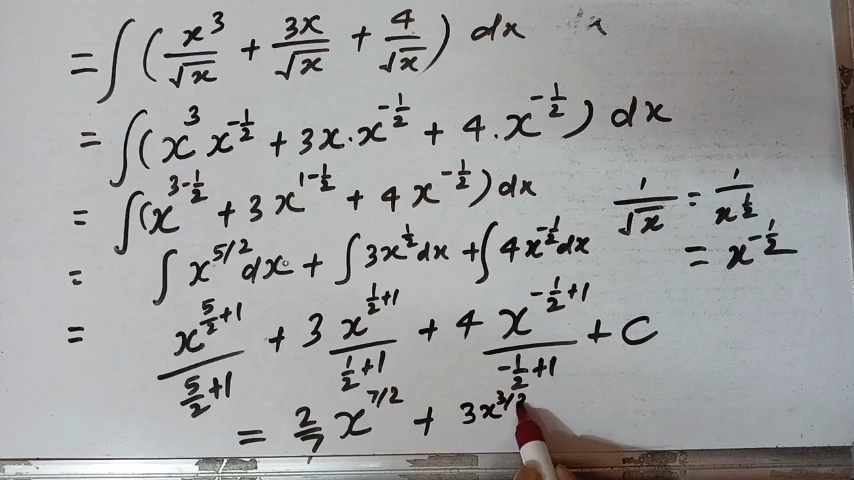 = ∫ ( x³/√x + 3x/√x + 4/√x ) dx
= ∫ ( x³ x^(-1/2) + 3x · x^(-1/2) + 4 . x^(-1/2) ) dx
= ∫ ( x^(3-1/2) + 3 x^(1-1/2) + 4 x^(-1/2) ) dx
1/√x = 1/x^(1/2)
= x^(-1/2)
= ∫ x^(5/2) dx + ∫ 3x^(1/2) dx + ∫ 4x^(-1/2) dx
= x^(5/2+1)/(5/2+1) + 3 x^(1/2+1)/(1/2+1) + 4 x^(-1/2+1)/(-1/2+1) + C
= 2/7 x^(7/2) + 3x^(3/2)